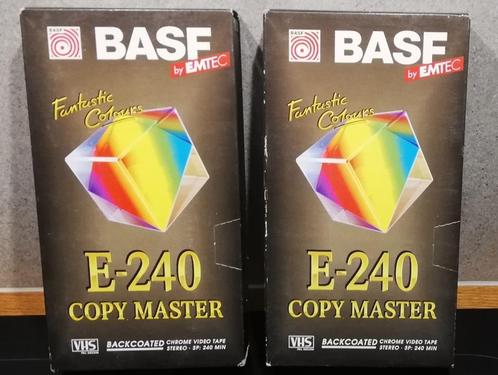 BASF
BASF
by EMTEC
Fantastic
Colours
E-240
COPY MASTER
VHS
BACKCOATED CHROME VIDEO TAPE
STEREO · SP: 240 MIN
BASF
BASF
by EMTEC
Fantastic
Colours
E-240
COPY MASTER
VHS
BACKCOATED CHROME VIDEO TAPE
STEREO · SP: 240 MIN